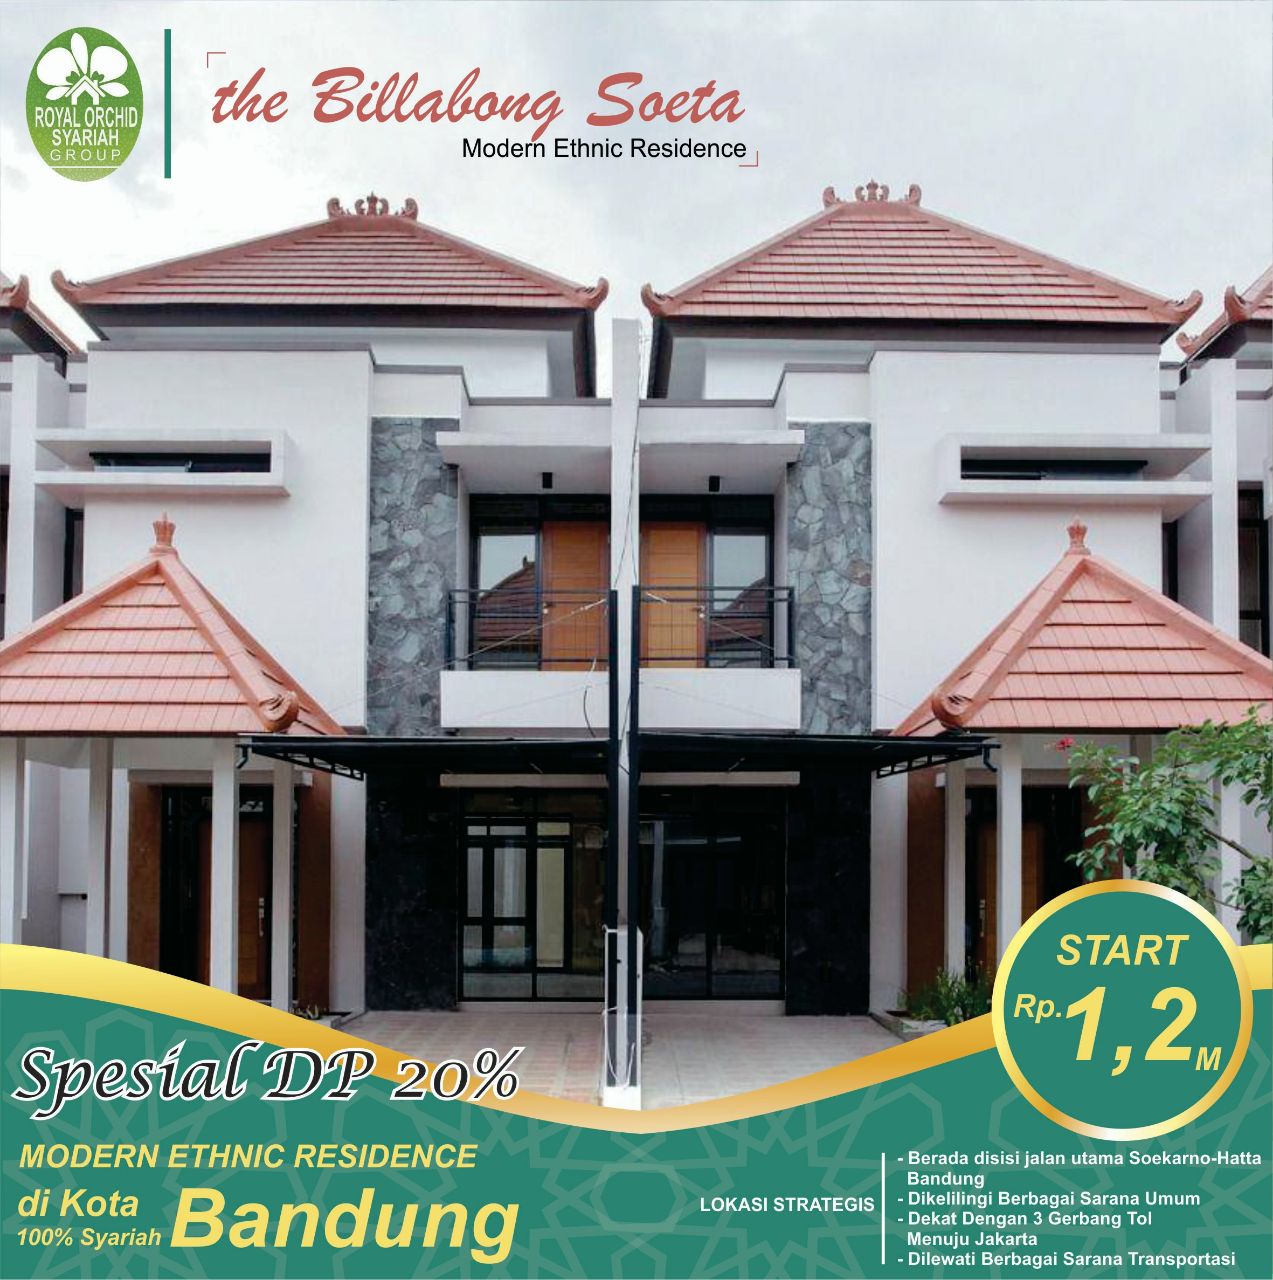 ROYAL ORCHID
SYARIAH
GROUP
the Billabong Soeta
Modern Ethnic Residence
START
Rp.1,2 M
Spesial DP 20%
MODERN ETHNIC RESIDENCE
di Kota
100% Syariah
Bandung
LOKASI STRATEGIS
- Berada disisi jalan utama Soekarno-Hatta
Bandung
- Dikelilingi Berbagai Sarana Umum
- Dekat Dengan 3 Gerbang Tol
Menuju Jakarta
- Dilewati Berbagai Sarana Transportasi